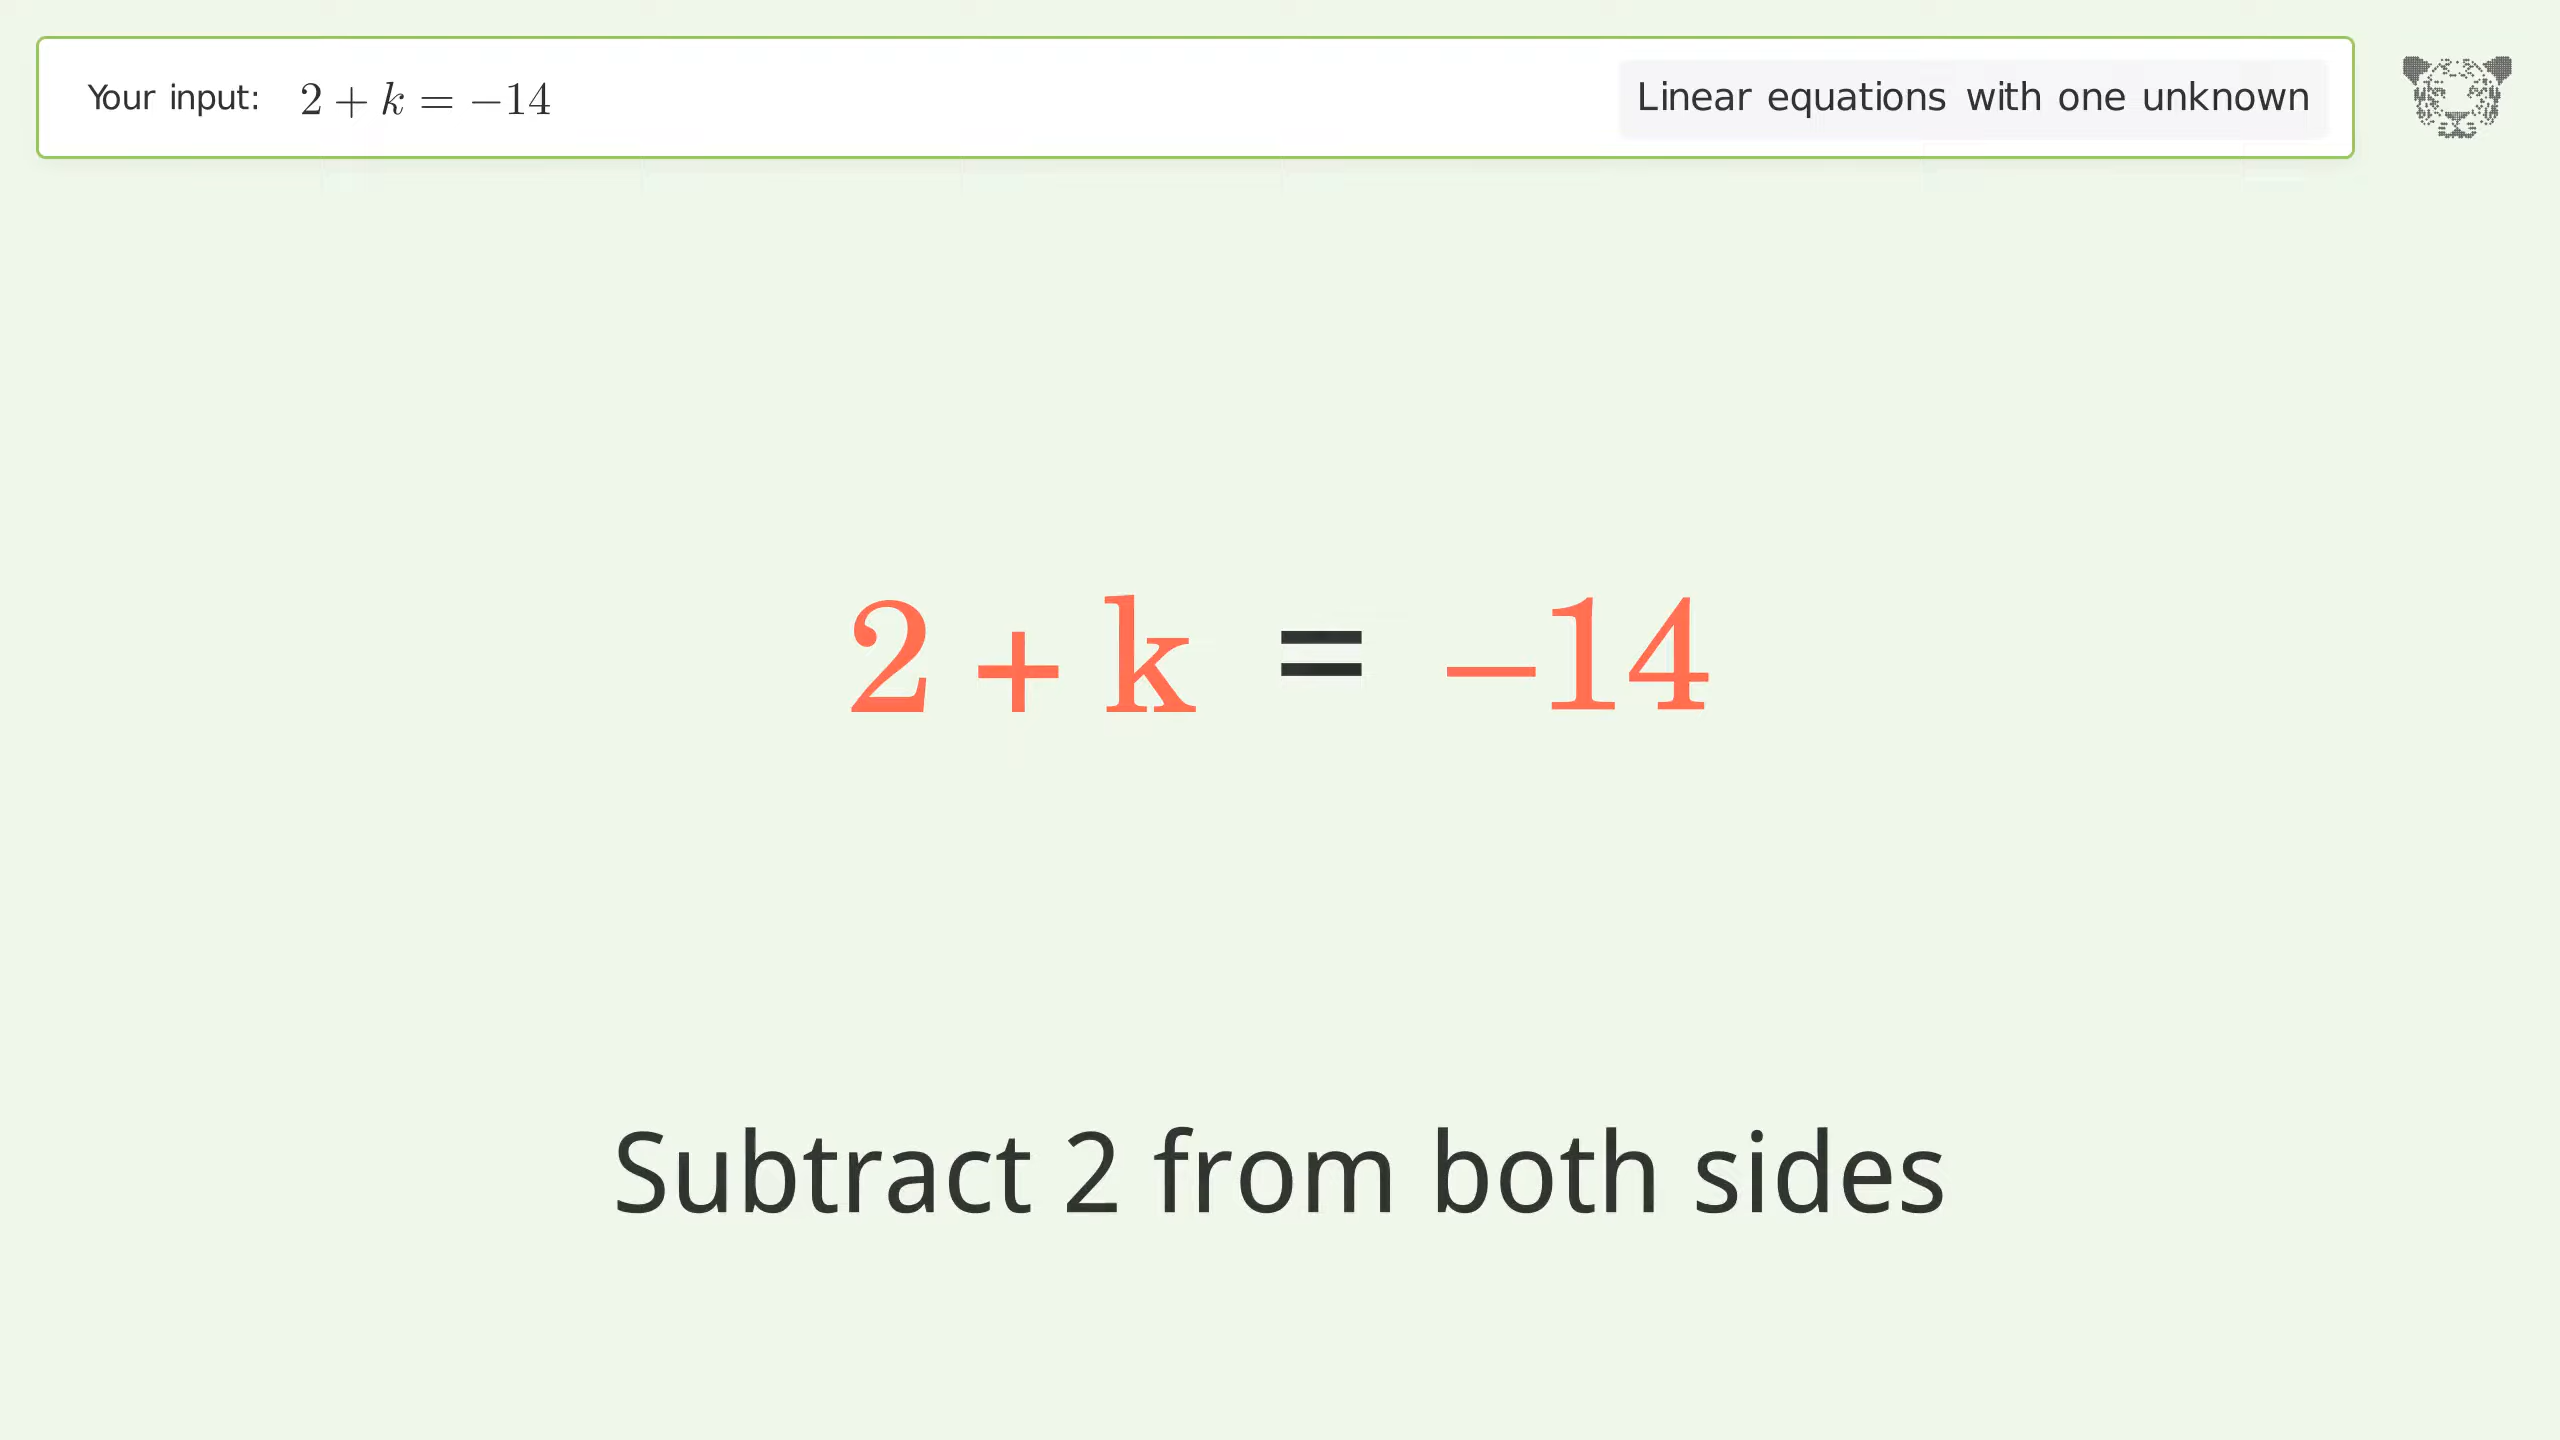 Your input: 2 + k = −14
Linear equations with one unknown
2 + k = −14
Subtract 2 from both sides